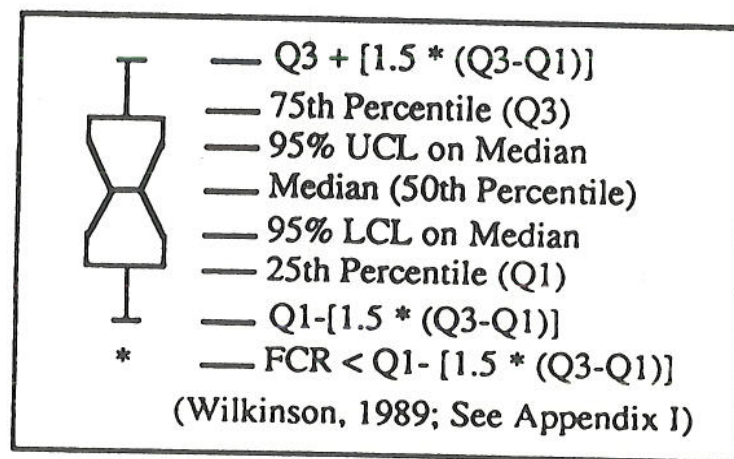 Q3 + [1.5 * (Q3-Q1)]
75th Percentile (Q3)
95% UCL on Median
Median (50th Percentile)
95% LCL on Median
25th Percentile (Q1)
Q1-[1.5 * (Q3-Q1)]
* FCR < Q1- [1.5 * (Q3-Q1)]
(Wilkinson, 1989; See Appendix I)